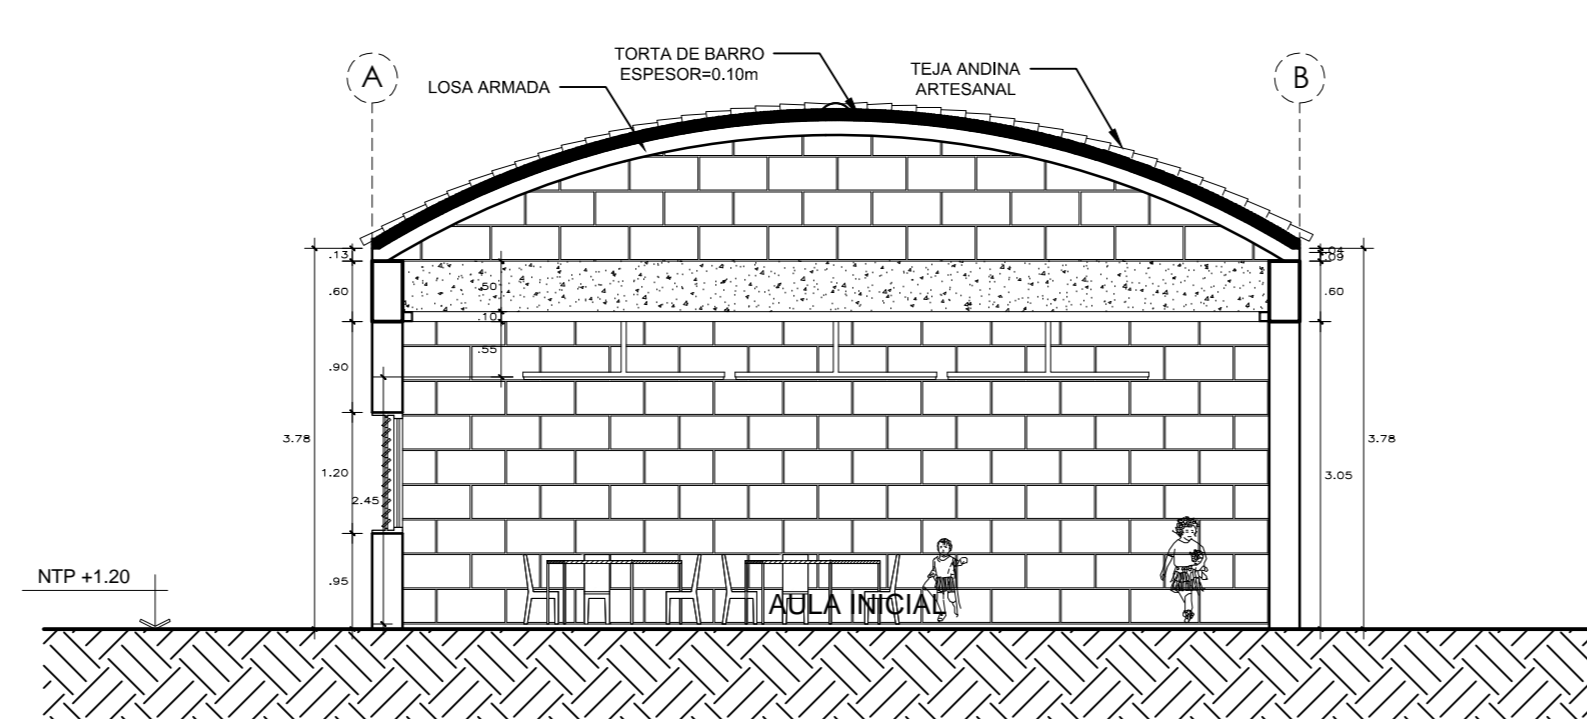 TORTA DE BARRO
ESPESOR=0.10m
TEJA ANDINA
ARTESANAL
LOSA ARMADA
A
B
.13
.04
.09
.60
.50
.60
.10
.55
.90
3.78
3.78
1.20
3.05
2.45
.95
NTP +1.20
AULA INICIAL